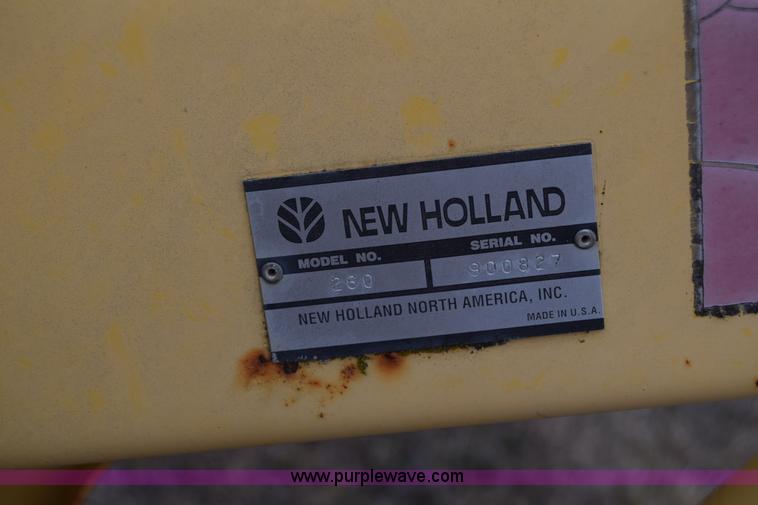 NEW HOLLAND
MODEL NO.
SERIAL NO.
260
900827
NEW HOLLAND NORTH AMERICA, INC.
MADE IN U.S.A.
www.purplewave.com